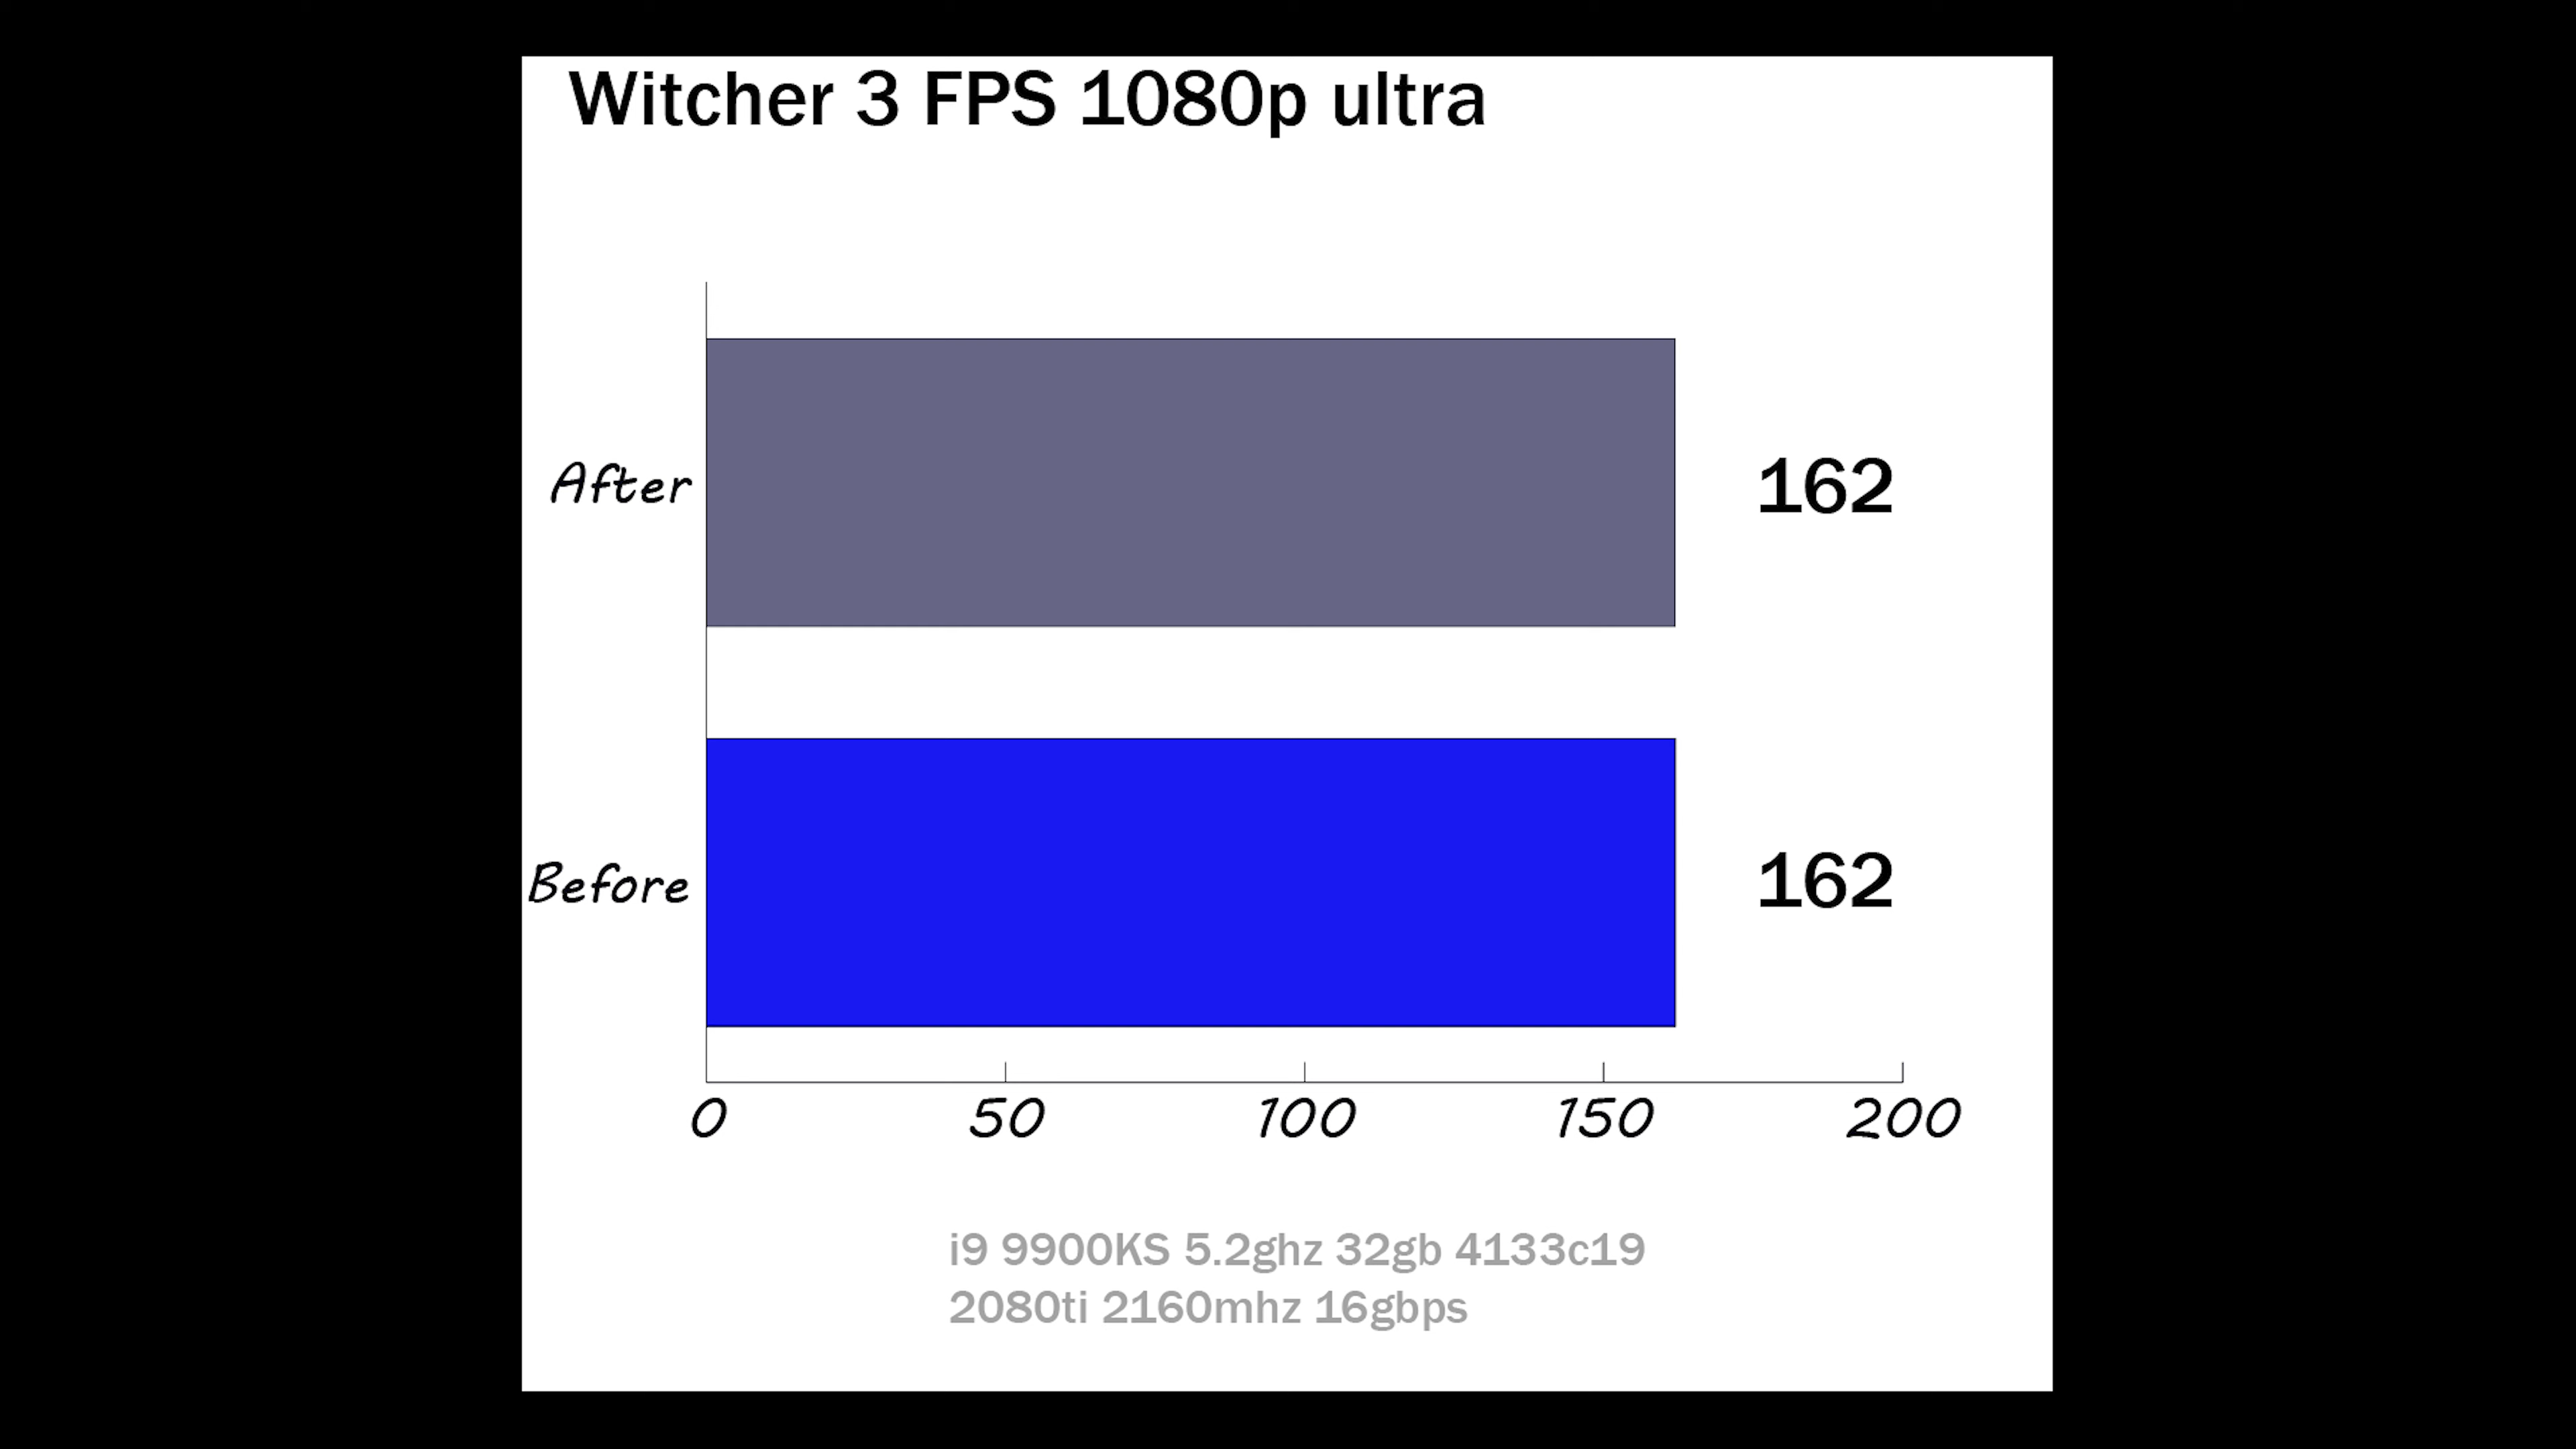 Witcher 3 FPS 1080p ultra
After
162
Before
162
0 50 100 150 200
i9 9900KS 5.2ghz 32gb 4133c19
2080ti 2160mhz 16gbps